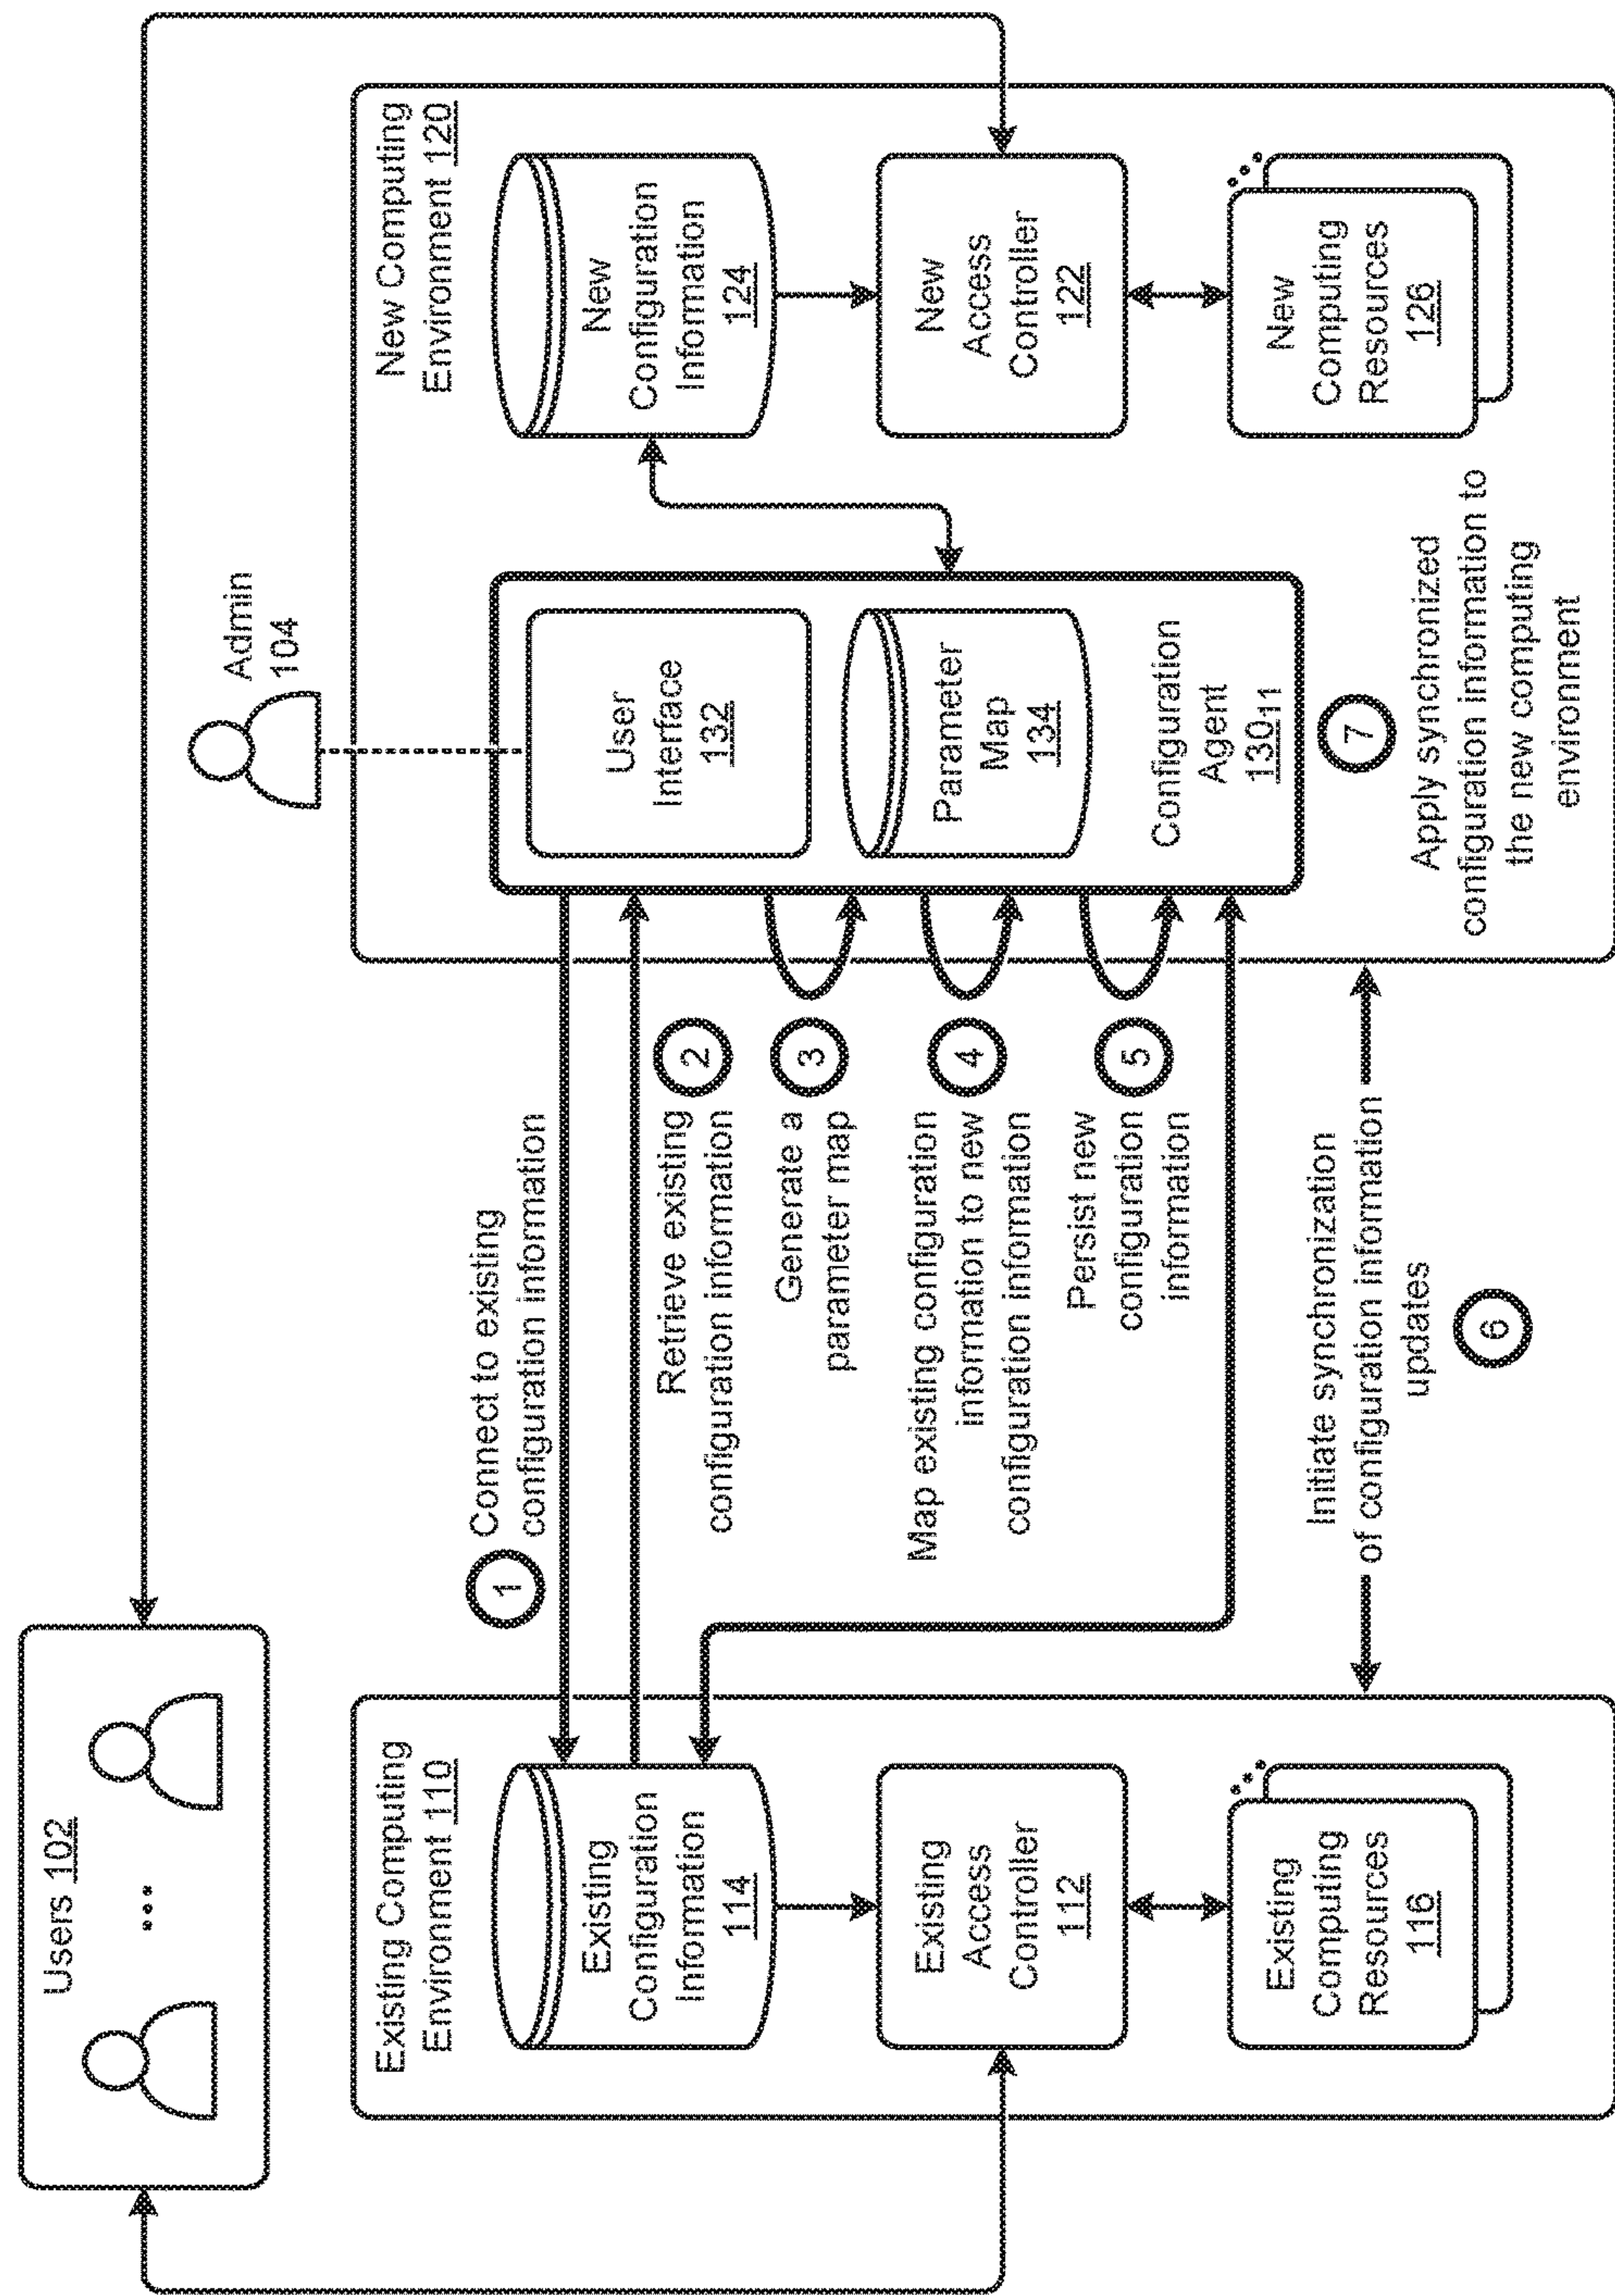 Users 102
...
Admin
104
Existing Computing
Environment 110
Existing
Configuration
Information
114
Existing
Access
Controller
112
Existing
Computing
Resources
116
1
Connect to existing
configuration information
2
Retrieve existing
configuration information
3
Generate a
parameter map
4
Map existing configuration
information to new
configuration information
5
Persist new
configuration
information
Initiate synchronization
of configuration information
updates
6
New Computing
Environment 120
User
Interface
132
Parameter
Map
134
Configuration
Agent
130₁₁
7
Apply synchronized
configuration information to
the new computing
environment
New
Configuration
Information
124
New
Access
Controller
122
New
Computing
Resources
126